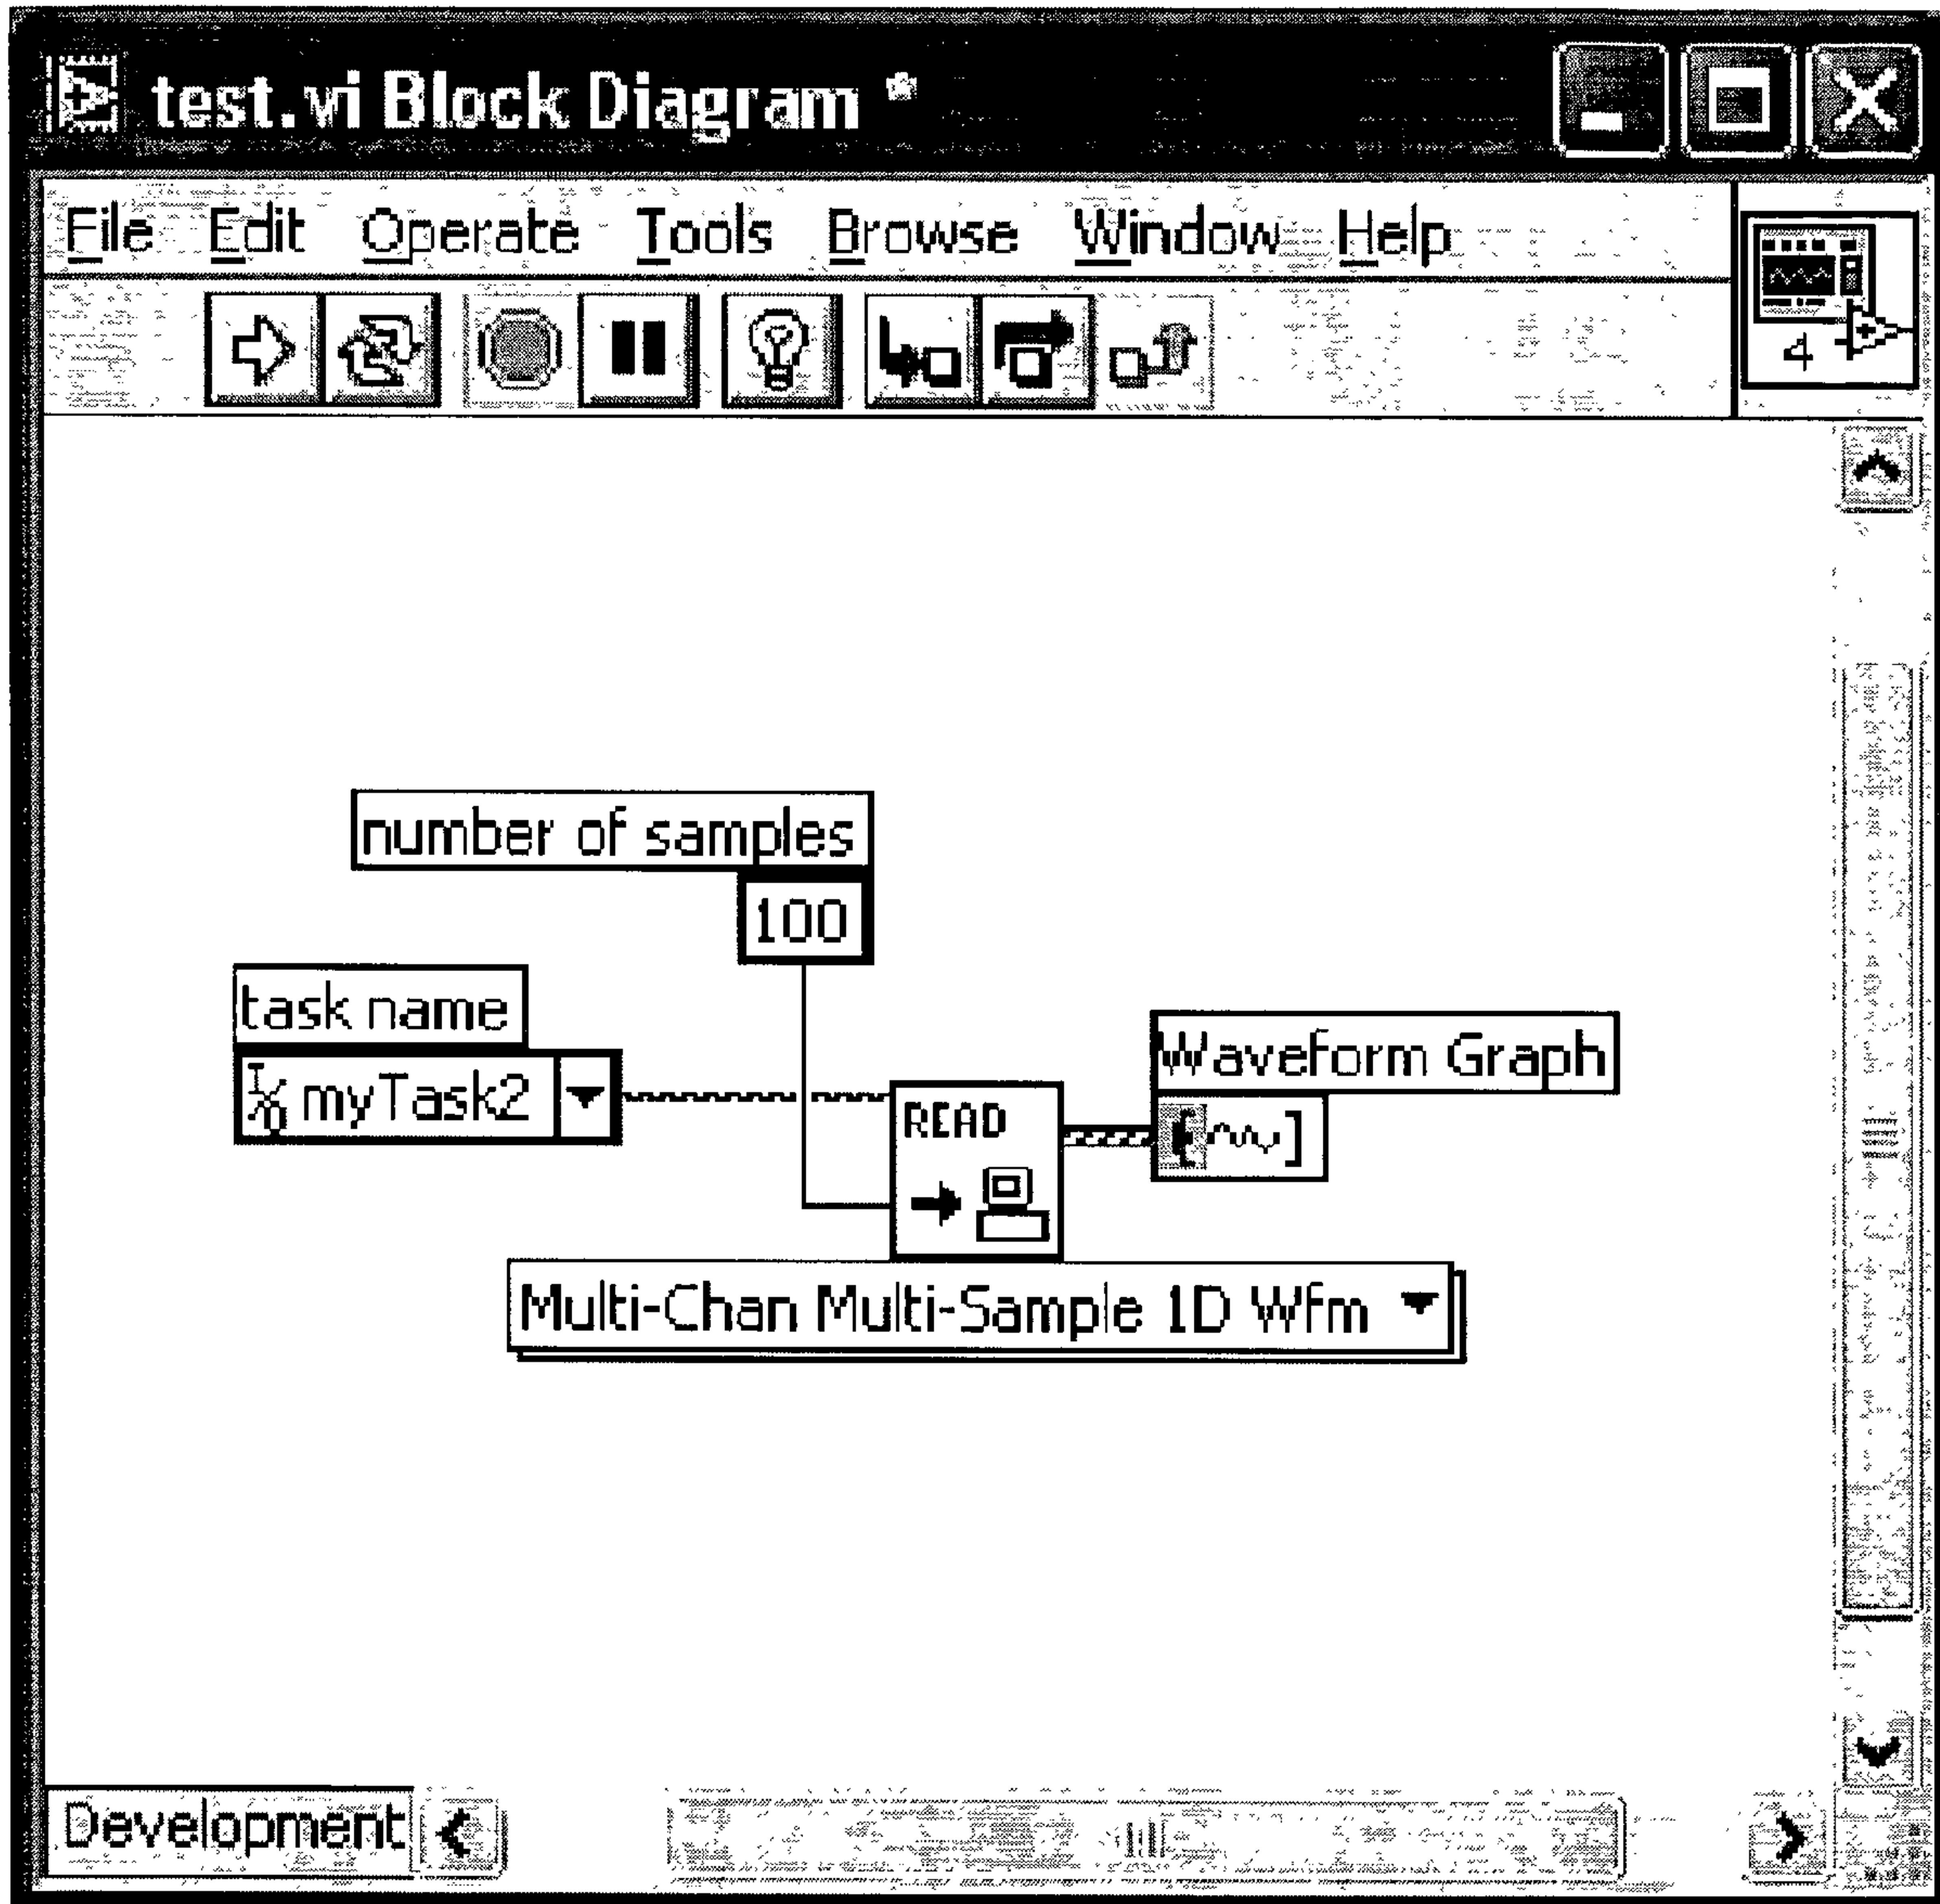 test.vi Block Diagram *
File Edit Operate Tools Browse Window Help
4
number of samples
100
task name
myTask2
Waveform Graph
READ
Multi-Chan Multi-Sample 1D Wfm
Development